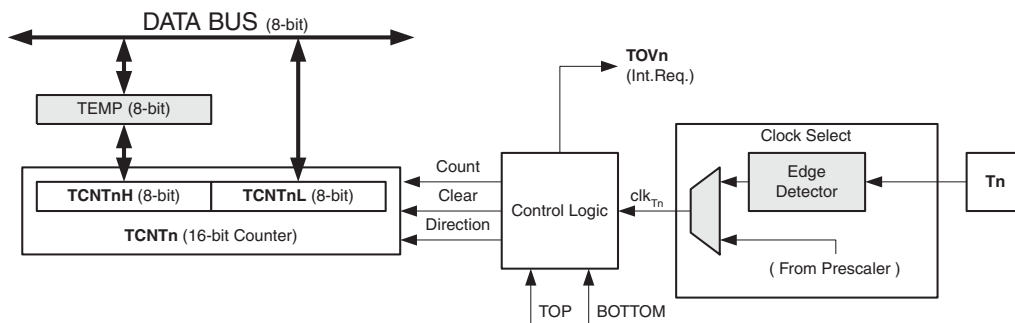 DATA BUS (8-bit)
TOVn
(Int.Req.)
TEMP (8-bit)
Clock Select
Count
Edge
Detector
Tn
TCNTnH (8-bit)
TCNTnL (8-bit)
Clear
Control Logic
clkTn
TCNTn (16-bit Counter)
Direction
( From Prescaler )
TOP
BOTTOM